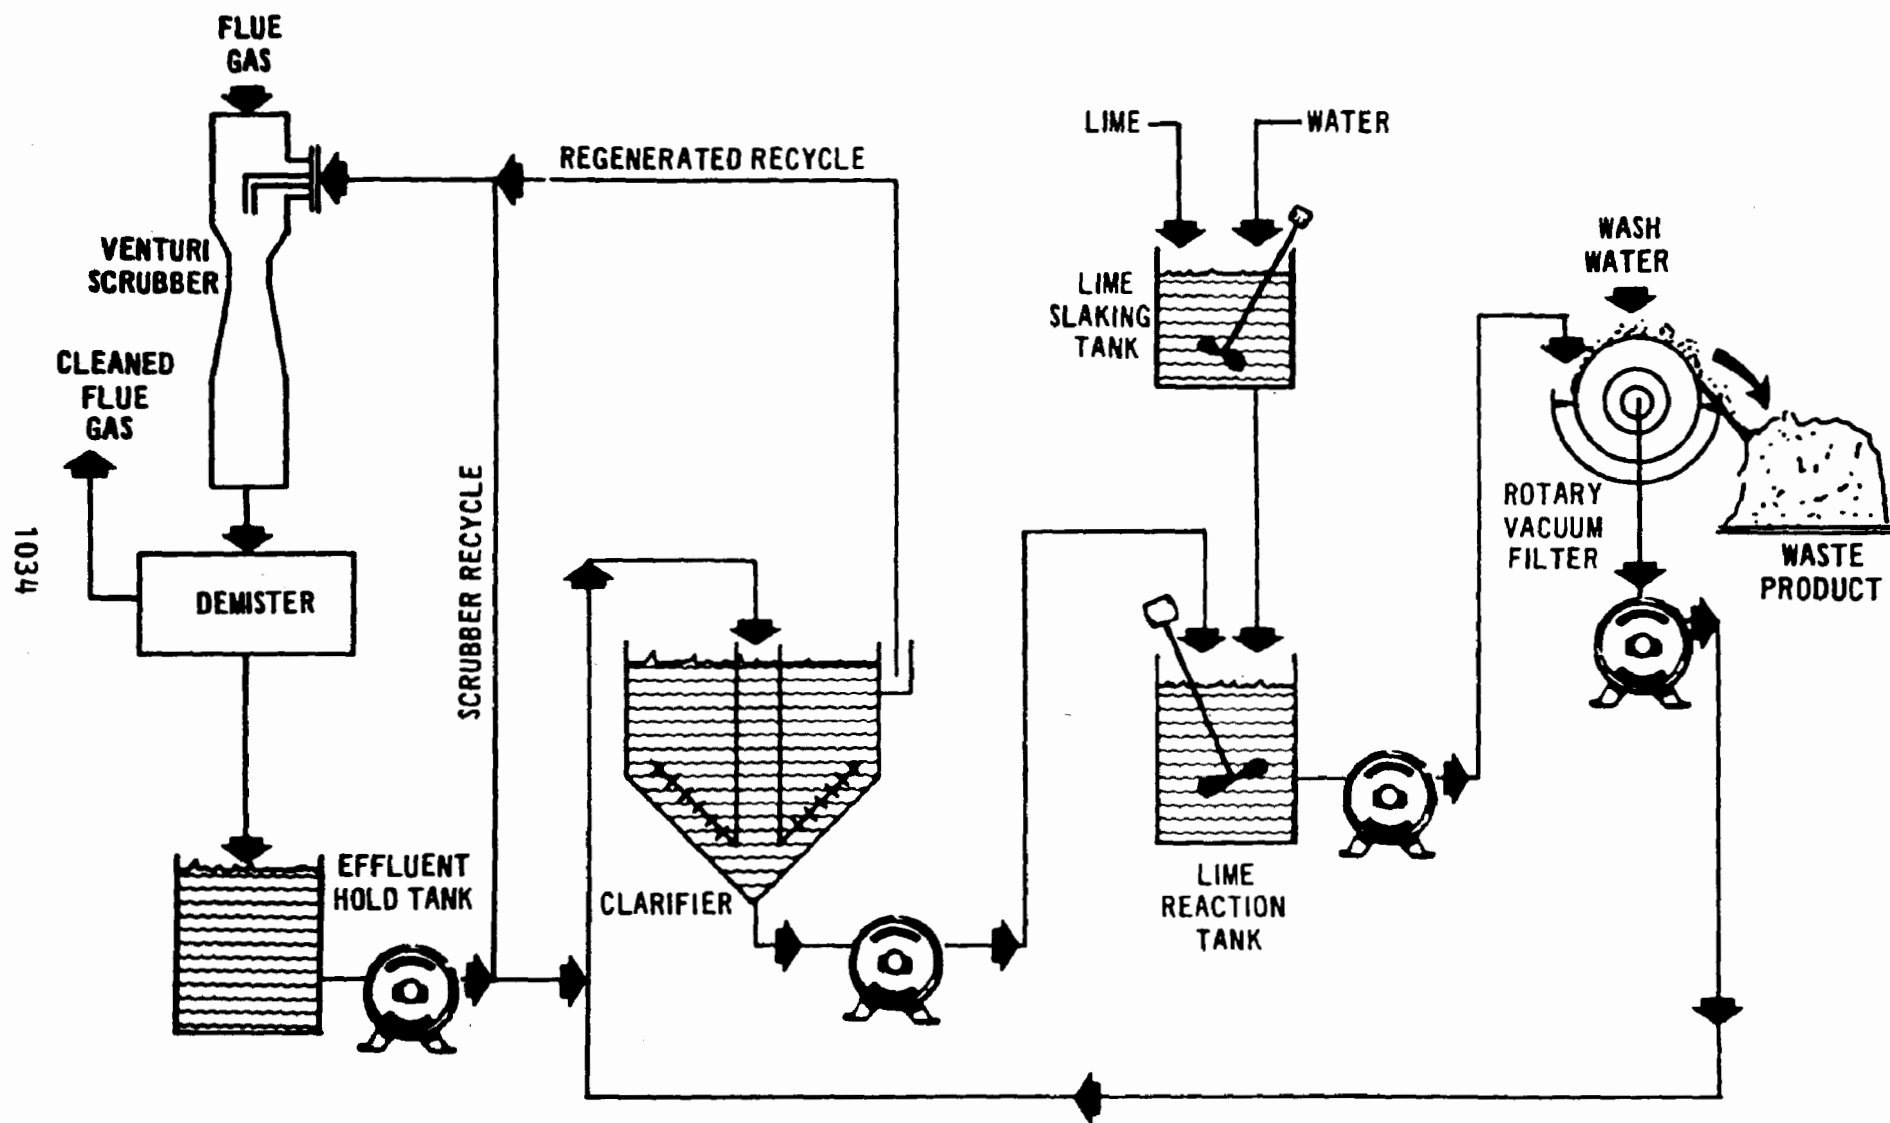 FLUE
GAS
REGENERATED RECYCLE
LIME
WATER
VENTURI
SCRUBBER
WASH
WATER
LIME
SLAKING
TANK
CLEANED
FLUE
GAS
SCRUBBER RECYCLE
ROTARY
VACUUM
FILTER
WASTE
PRODUCT
1034
DEMISTER
EFFLUENT
HOLD TANK
CLARIFIER
LIME
REACTION
TANK